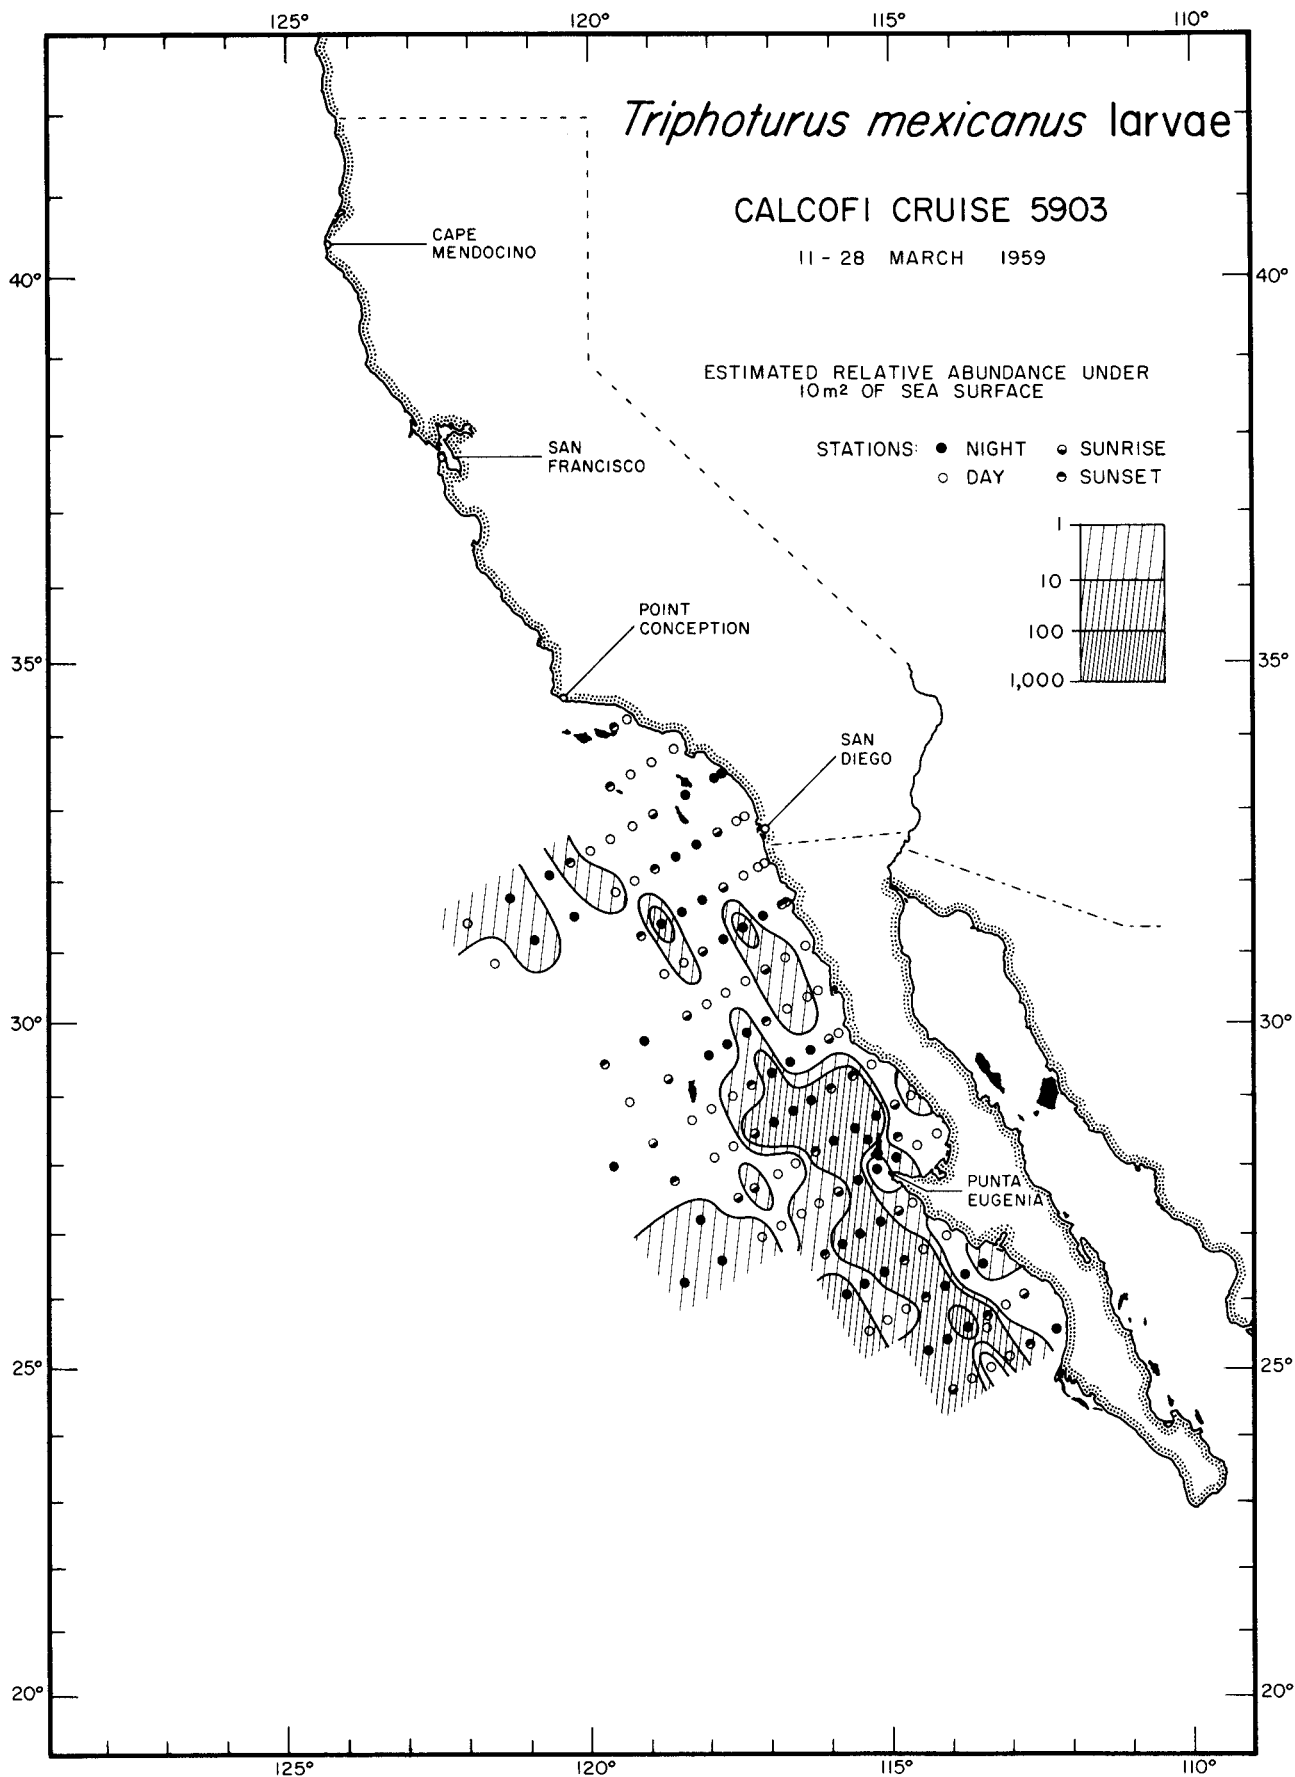 125° 120° 115° 110°
Triphoturus mexicanus larvae
CALCOFI CRUISE 5903
11-28 MARCH 1959
CAPE
MENDOCINO
40° 40°
ESTIMATED RELATIVE ABUNDANCE UNDER
10m² OF SEA SURFACE
STATIONS: NIGHT SUNRISE
DAY SUNSET
SAN
FRANCISCO
1
10
100
1,000
POINT
CONCEPTION
35° 35°
SAN
DIEGO
30° 30°
PUNTA
EUGENIA
25° 25°
20° 20°
125° 120° 115° 110°